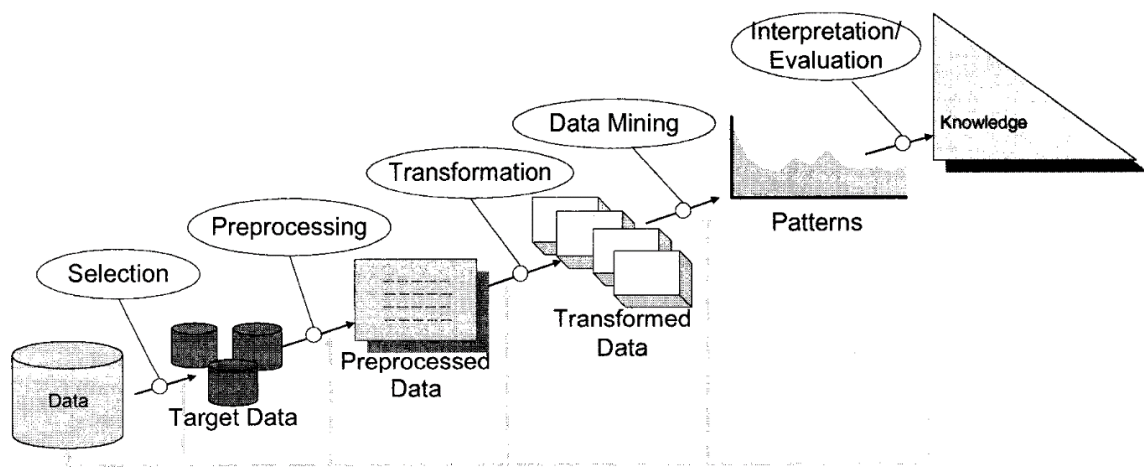 Interpretation/
Evaluation
Data Mining
Knowledge
Transformation
Patterns
Preprocessing
Selection
Transformed
Data
Preprocessed
Data
Data
Target Data